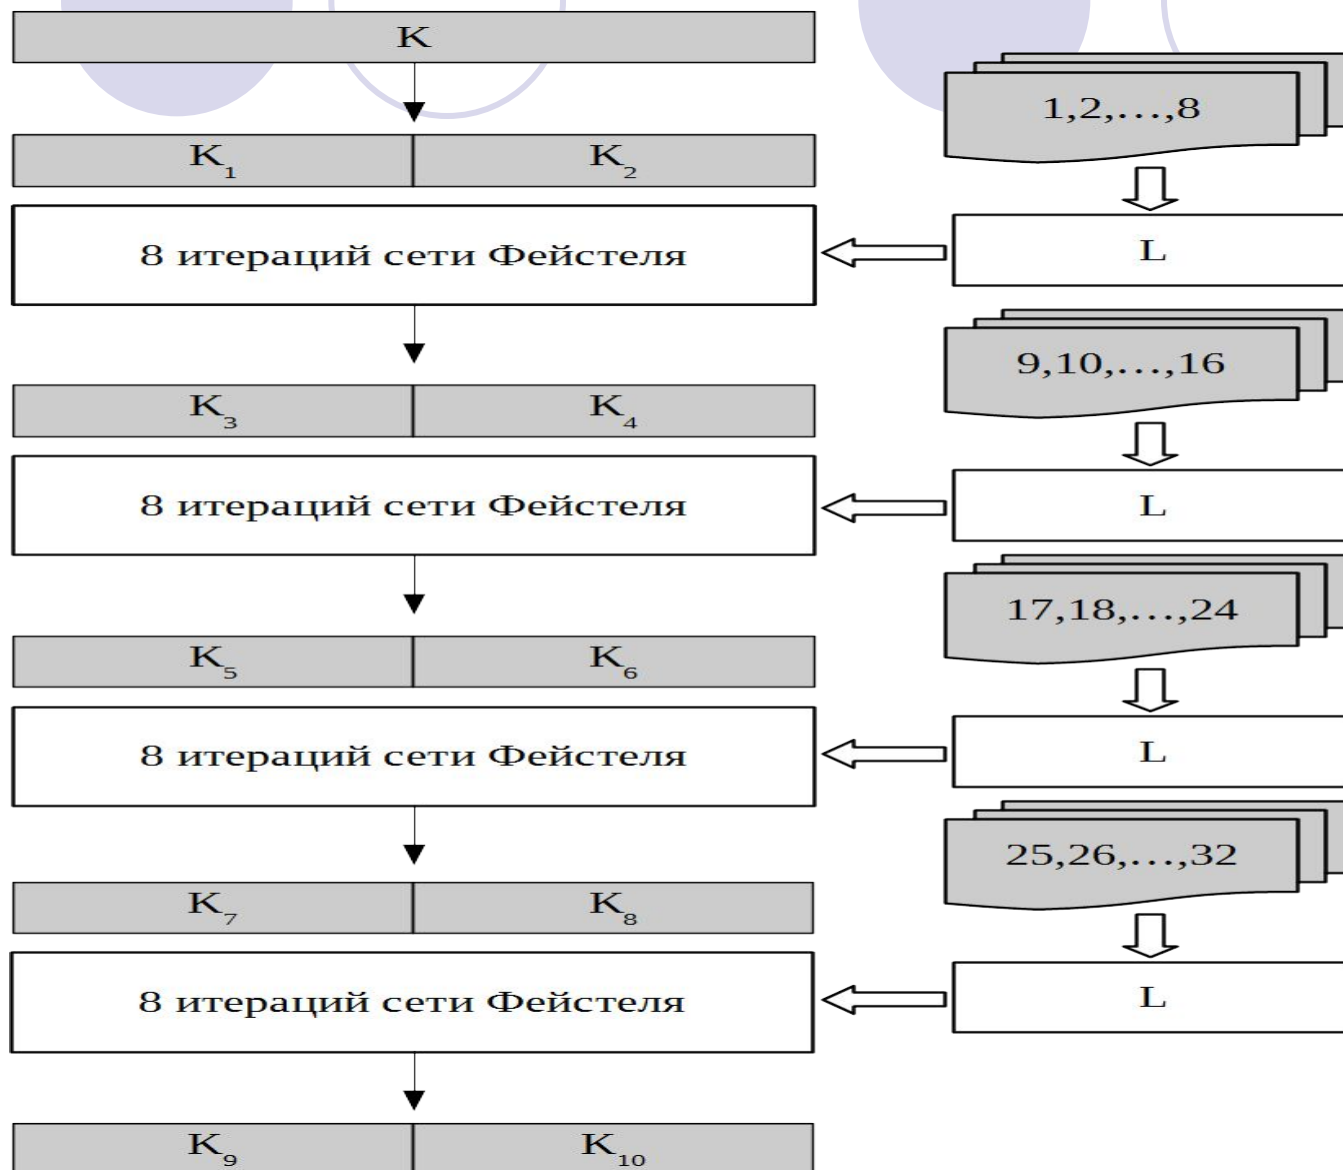 K
1,2,…,8
K1 K2
8 итераций сети Фейстеля
L
9,10,…,16
K3 K4
8 итераций сети Фейстеля
L
17,18,…,24
K5 K6
8 итераций сети Фейстеля
L
25,26,…,32
K7 K8
8 итераций сети Фейстеля
L
K9 K10